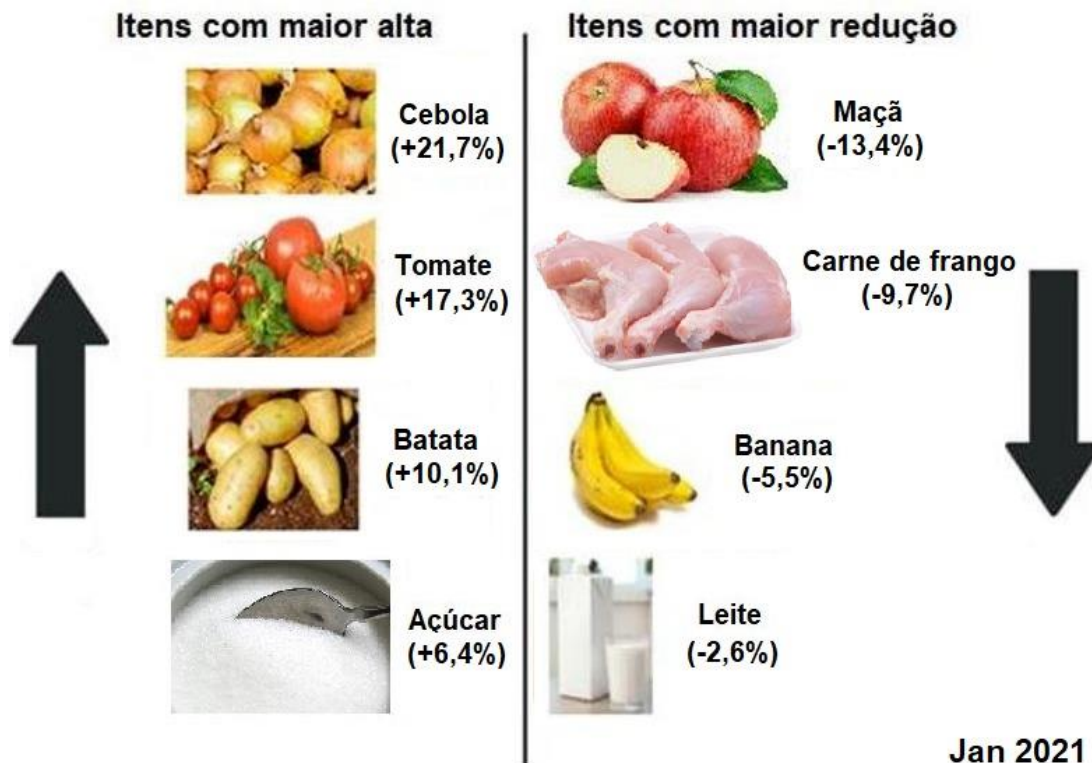 Itens com maior alta
Cebola
(+21,7%)
Tomate
(+17,3%)
Batata
(+10,1%)
Açúcar
(+6,4%)
Itens com maior redução
Maçã
(-13,4%)
Carne de frango
(-9,7%)
Banana
(-5,5%)
Leite
(-2,6%)
Jan 2021